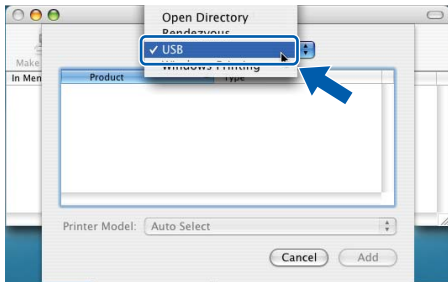 Open Directory
Rendezvous
✓ USB
Windows Printing
Make
In Men
Product Type
Printer Model: Auto Select
Cancel Add